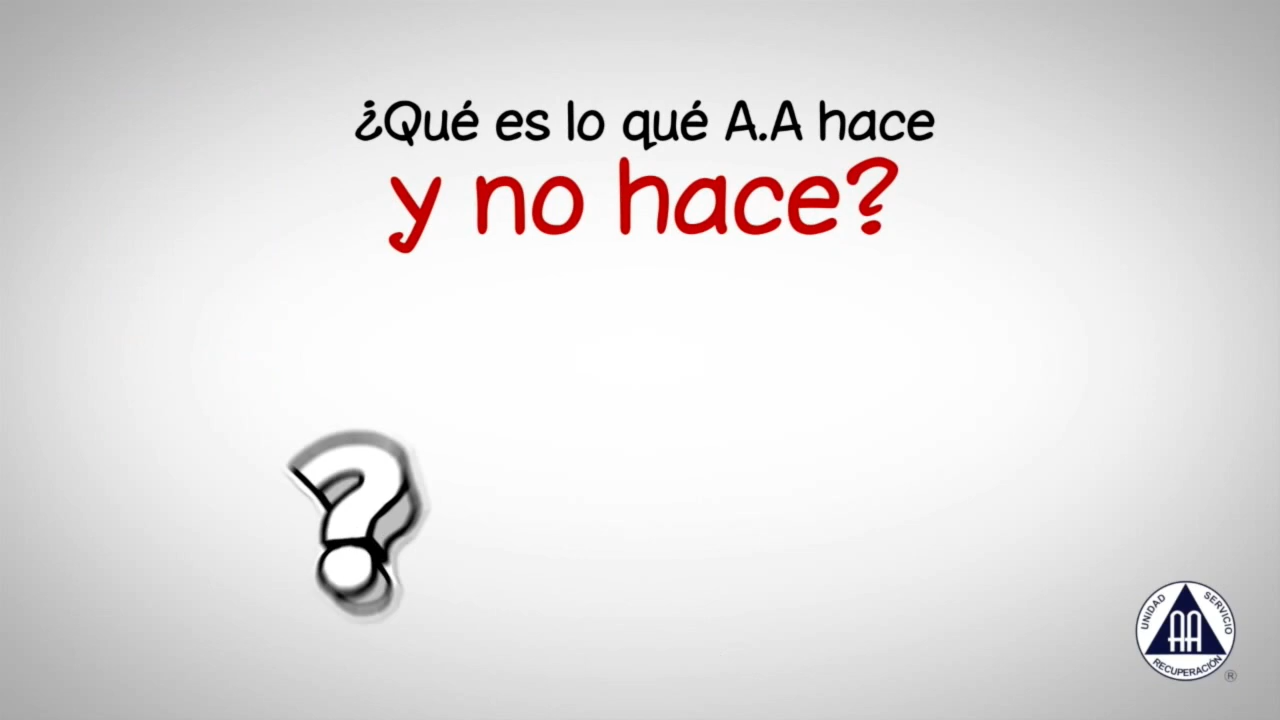 ¿Qué es lo qué A.A hace
y no hace?
?
UNIDAD
SERVICIO
AA
RECUPERACIÓN
®